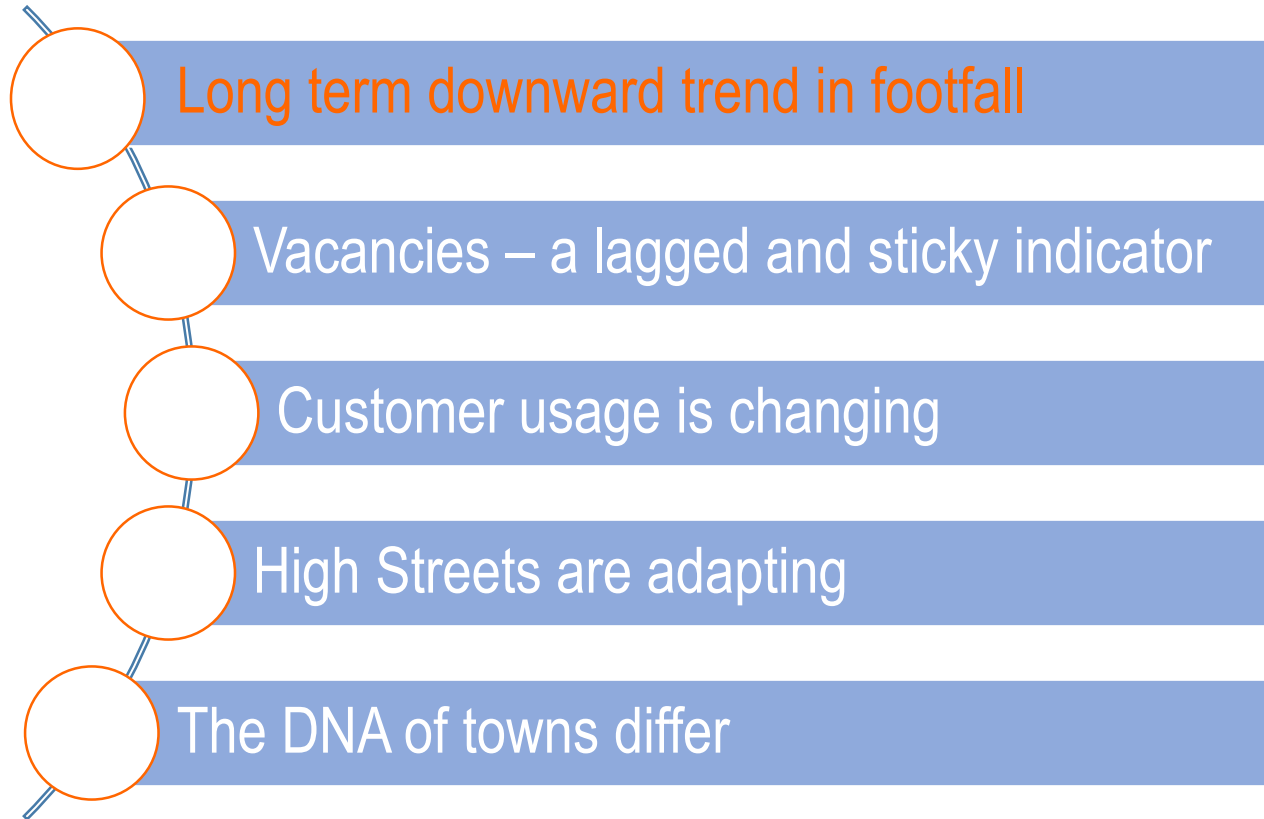 Long term downward trend in footfall
Vacancies – a lagged and sticky indicator
Customer usage is changing
High Streets are adapting
The DNA of towns differ